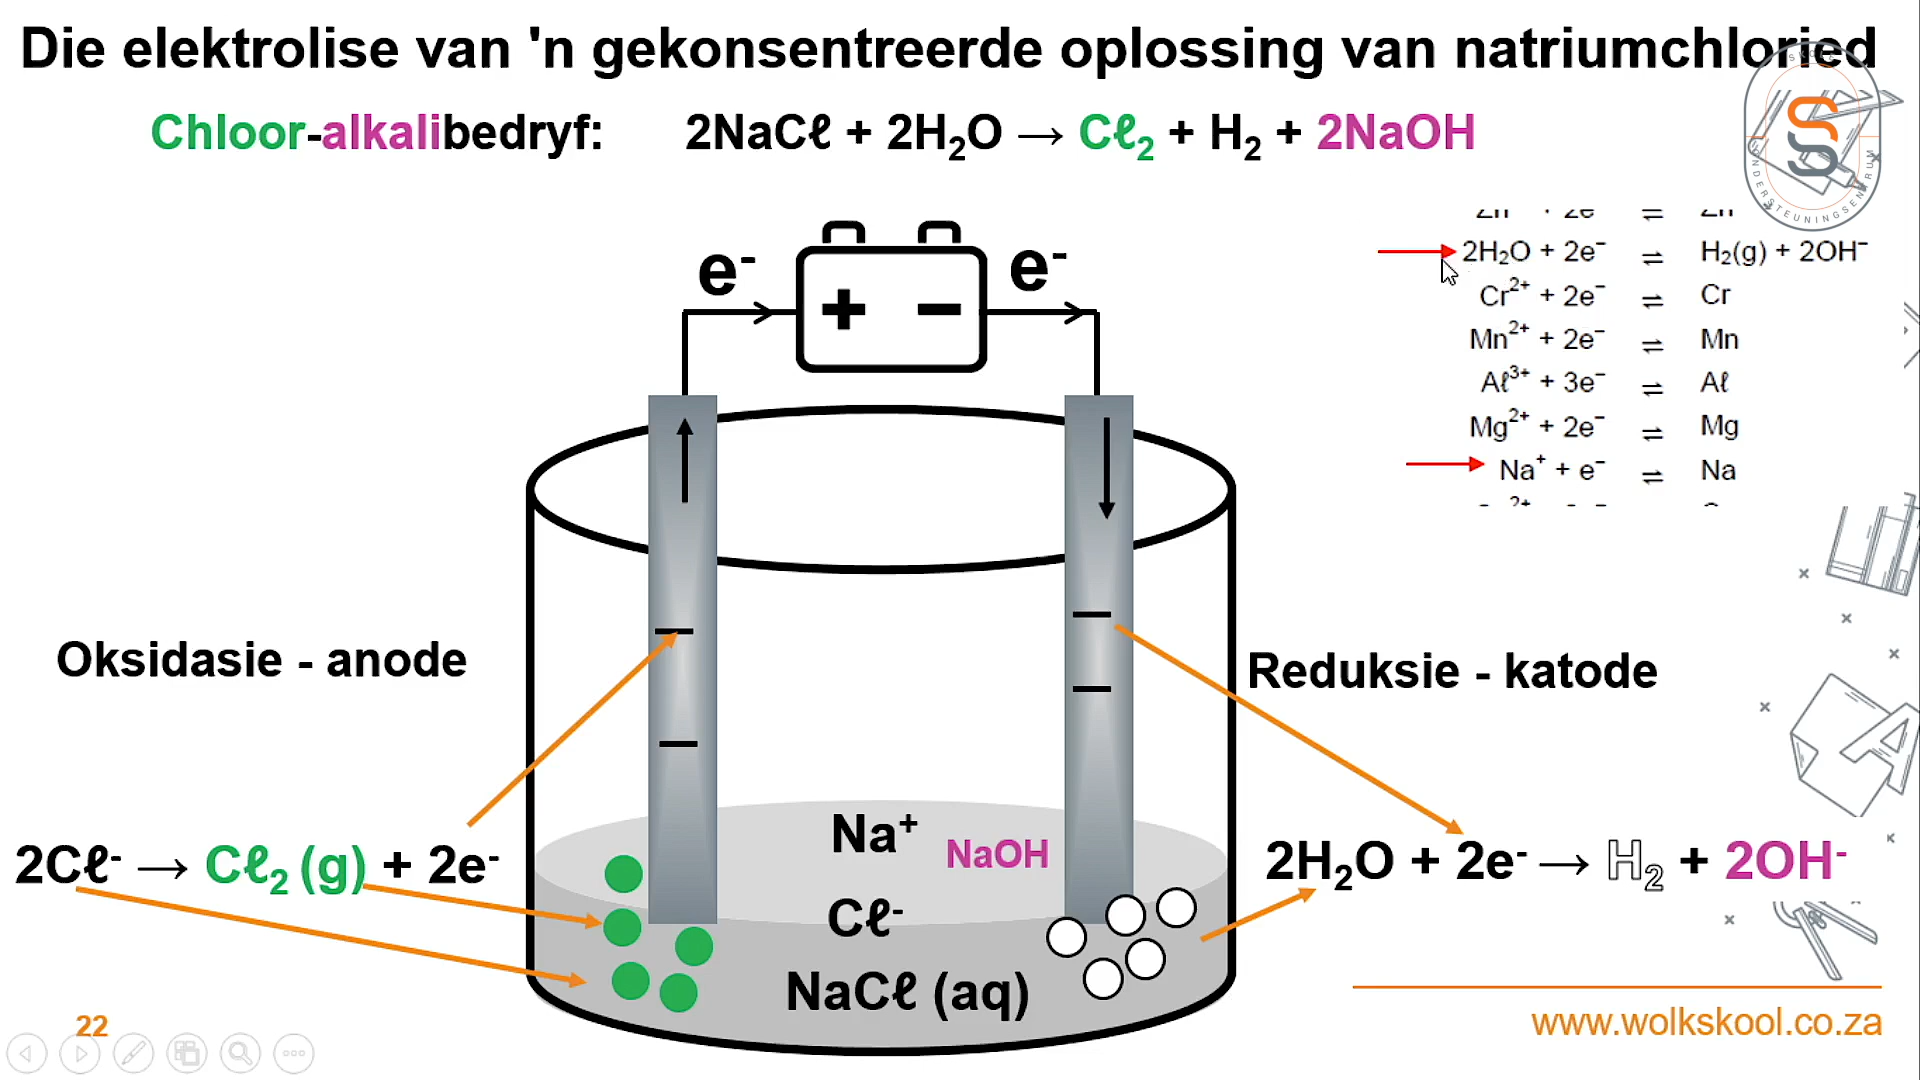 Die elektrolise van 'n gekonsentreerde oplossing van natriumchloried
Chloor-alkalibedryf: 2NaCℓ + 2H₂O → Cℓ₂ + H₂ + 2NaOH
SKOLE
ONDERSTEUNINGSENTRUM
2H₂O + 2e⁻ ⇌ H₂(g) + 2OH⁻
Cr²⁺ + 2e⁻ ⇌ Cr
Mn²⁺ + 2e⁻ ⇌ Mn
Aℓ³⁺ + 3e⁻ ⇌ Aℓ
Mg²⁺ + 2e⁻ ⇌ Mg
Na⁺ + e⁻ ⇌ Na
e⁻ e⁻
+ −
Oksidasie - anode
Reduksie - katode
2Cℓ⁻ → Cℓ₂ (g) + 2e⁻
Na⁺
NaOH
Cℓ⁻
NaCℓ (aq)
2H₂O + 2e⁻ → H₂ + 2OH⁻
22
www.wolkskool.co.za